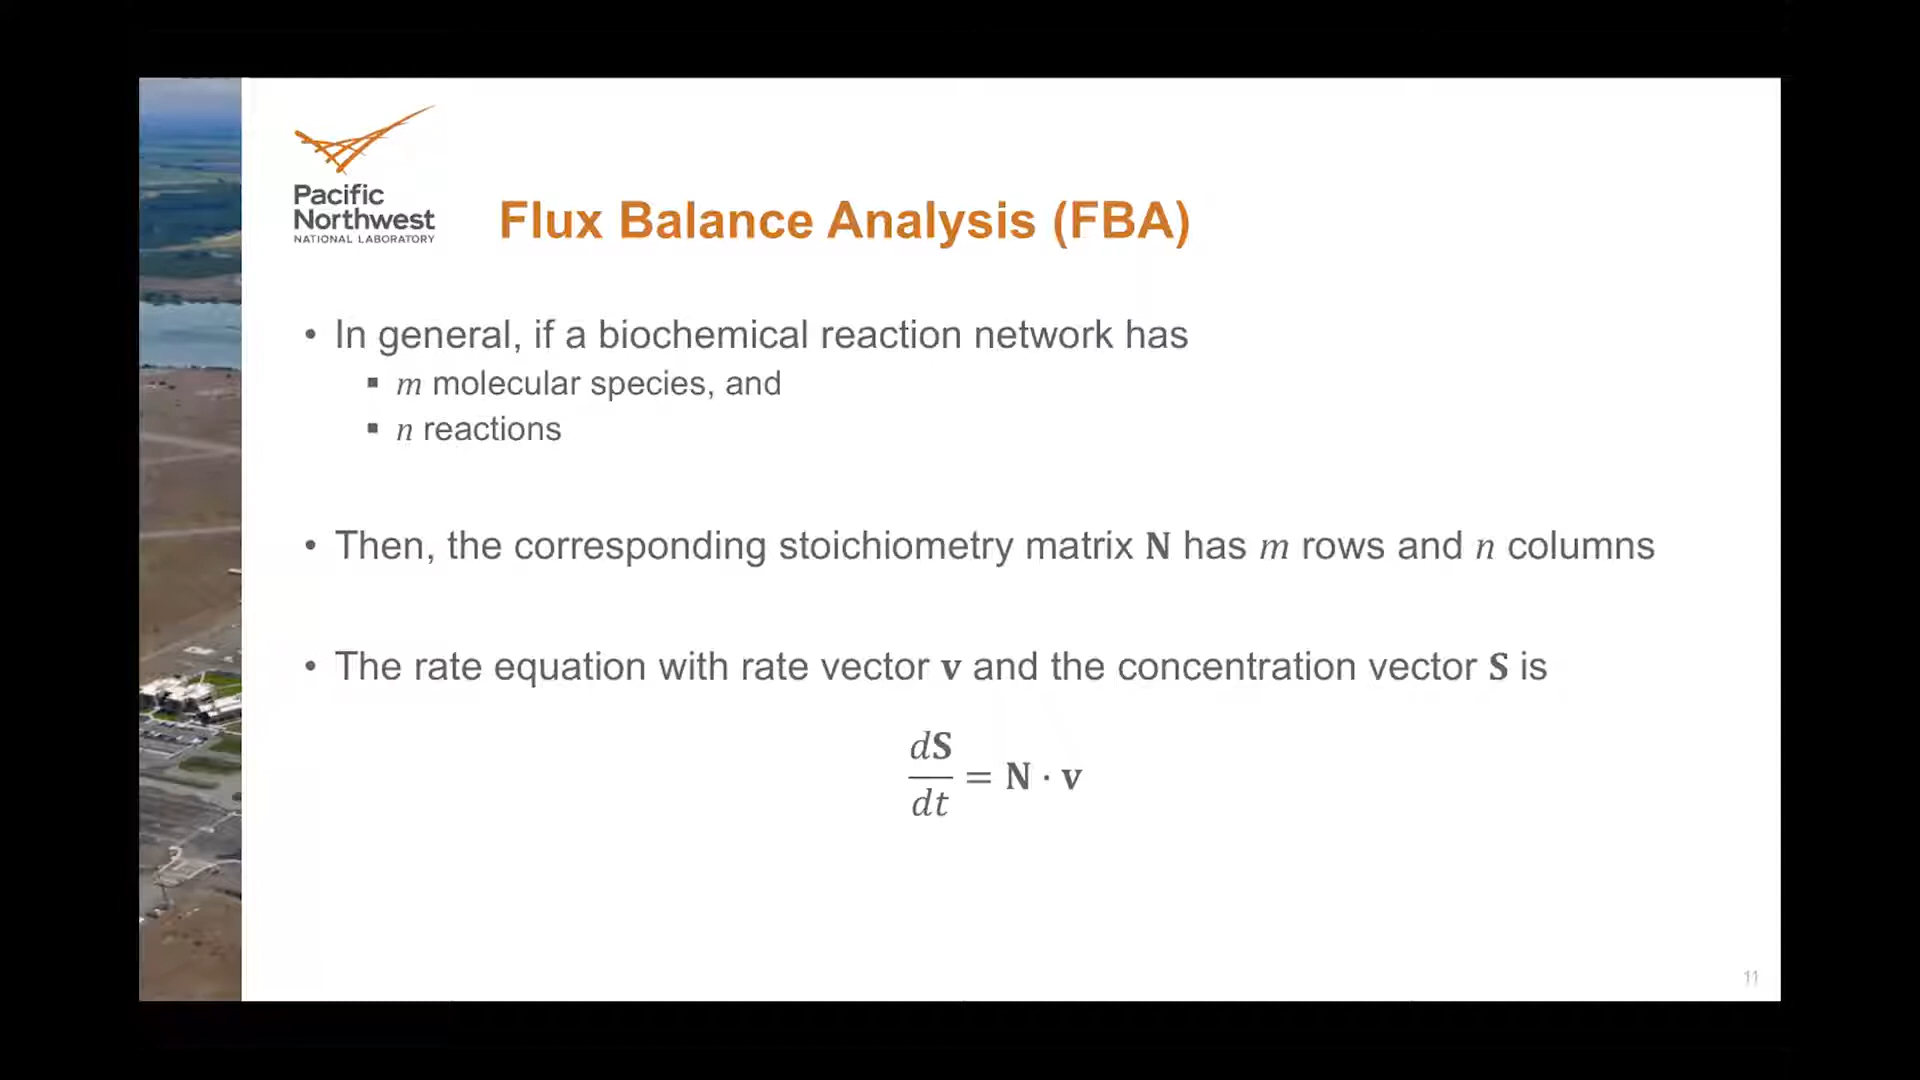 Pacific
Northwest
NATIONAL LABORATORY
Flux Balance Analysis (FBA)
• In general, if a biochemical reaction network has
▪ m molecular species, and
▪ n reactions
• Then, the corresponding stoichiometry matrix N has m rows and n columns
• The rate equation with rate vector v and the concentration vector S is
dS/dt = N · v
11